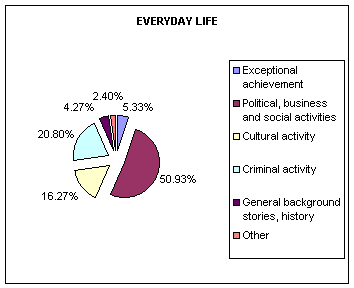 EVERYDAY LIFE
2.40%
4.27%
5.33%
20.80%
50.93%
16.27%
Exceptional
achievement
Political, business
and social activities
Cultural activity
Criminal activity
General background
stories, history
Other